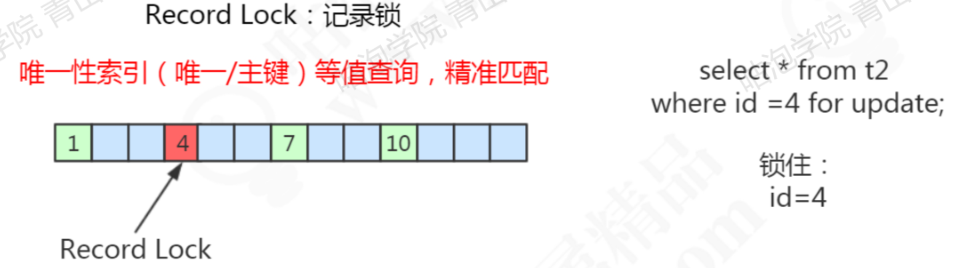 Record Lock：记录锁
唯一性索引（唯一/主键）等值查询，精准匹配
select * from t2
where id =4 for update;
1 4 7 10
锁住：
id=4
Record Lock